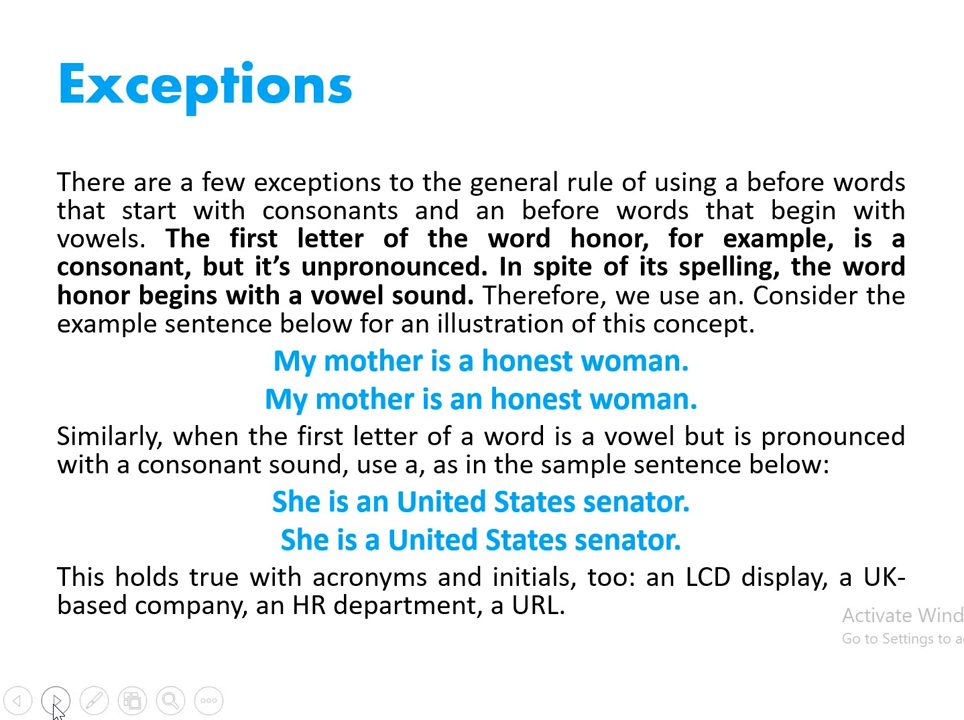 Exceptions
There are a few exceptions to the general rule of using a before words
that start with consonants and an before words that begin with
vowels. The first letter of the word honor, for example, is a
consonant, but it’s unpronounced. In spite of its spelling, the word
honor begins with a vowel sound. Therefore, we use an. Consider the
example sentence below for an illustration of this concept.
My mother is a honest woman.
My mother is an honest woman.
Similarly, when the first letter of a word is a vowel but is pronounced
with a consonant sound, use a, as in the sample sentence below:
She is an United States senator.
She is a United States senator.
This holds true with acronyms and initials, too: an LCD display, a UK-
based company, an HR department, a URL.
Activate Wind
Go to Settings to a